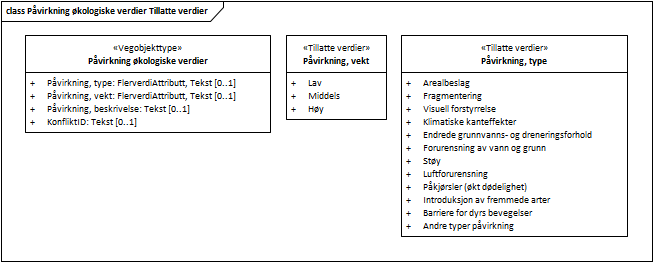 class Påvirkning økologiske verdier Tillatte verdier
«Vegobjekttype»
Påvirkning økologiske verdier
+ Påvirkning, type: FlerverdiAttributt, Tekst [0..1]
+ Påvirkning, vekt: FlerverdiAttributt, Tekst [0..1]
+ Påvirkning, beskrivelse: Tekst [0..1]
+ KonfliktID: Tekst [0..1]
«Tillatte verdier»
Påvirkning, vekt
+ Lav
+ Middels
+ Høy
«Tillatte verdier»
Påvirkning, type
+ Arealbeslag
+ Fragmentering
+ Visuell forstyrrelse
+ Klimatiske kanteffekter
+ Endrede grunnvanns- og dreneringsforhold
+ Forurensning av vann og grunn
+ Støy
+ Luftforurensning
+ Påkjørsler (økt dødelighet)
+ Introduksjon av fremmede arter
+ Barriere for dyrs bevegelser
+ Andre typer påvirkning